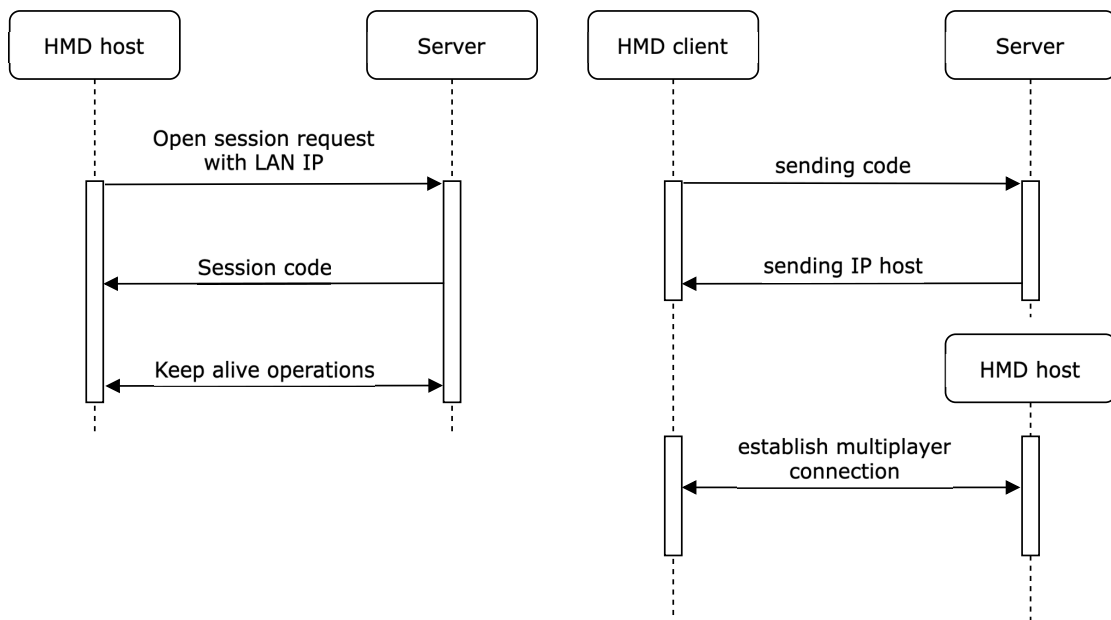 HMD host
Server
Open session request
with LAN IP
Session code
Keep alive operations
HMD client
Server
sending code
sending IP host
HMD host
establish multiplayer
connection